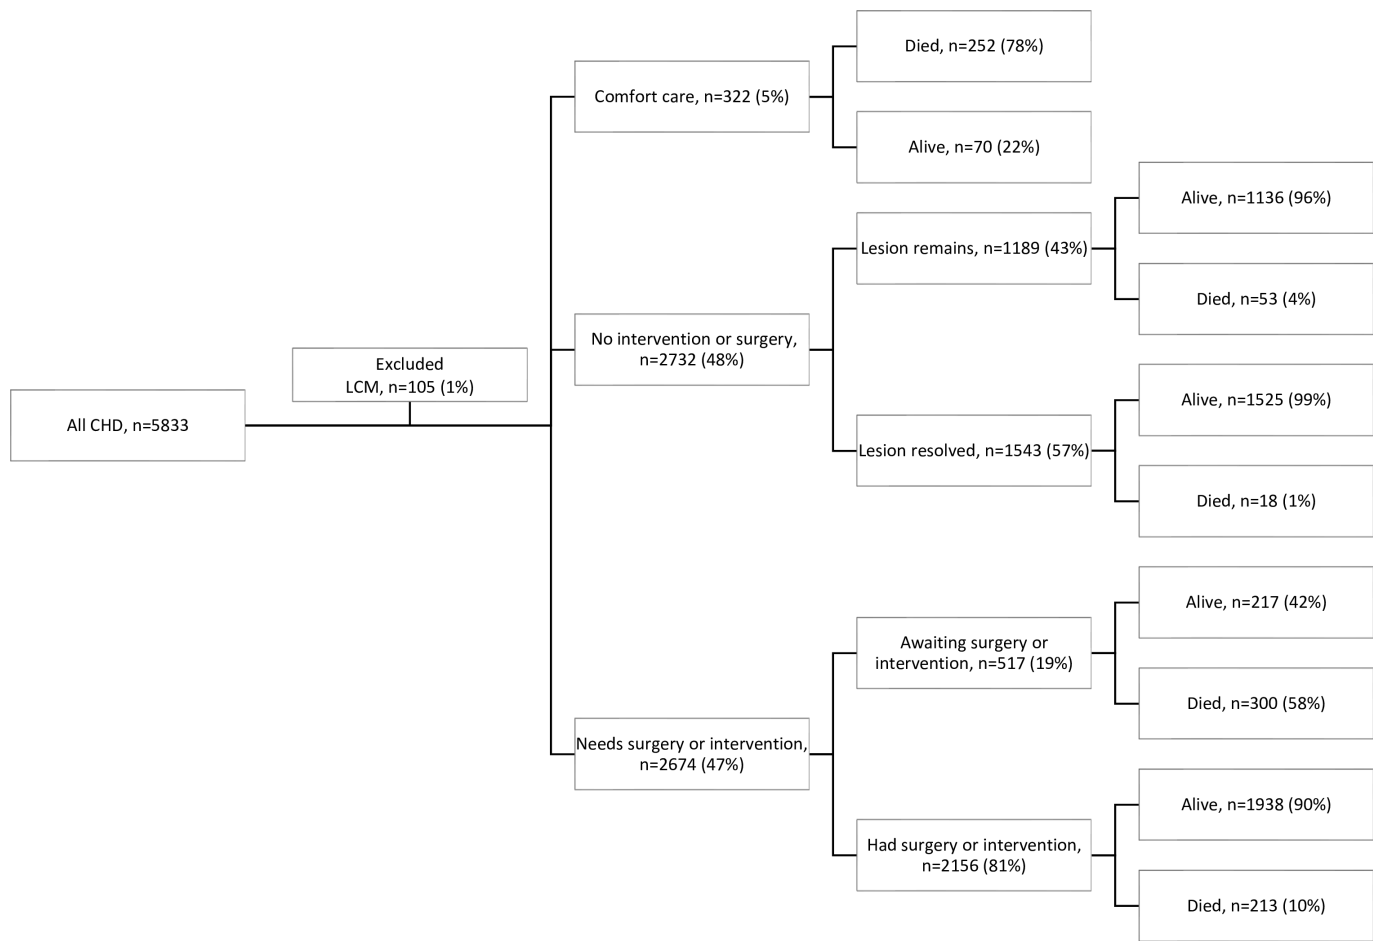 All CHD, n=5833
Excluded
LCM, n=105 (1%)
Comfort care, n=322 (5%)
Died, n=252 (78%)
Alive, n=70 (22%)
No intervention or surgery,
n=2732 (48%)
Lesion remains, n=1189 (43%)
Alive, n=1136 (96%)
Died, n=53 (4%)
Lesion resolved, n=1543 (57%)
Alive, n=1525 (99%)
Died, n=18 (1%)
Needs surgery or intervention,
n=2674 (47%)
Awaiting surgery or
intervention, n=517 (19%)
Alive, n=217 (42%)
Died, n=300 (58%)
Had surgery or intervention,
n=2156 (81%)
Alive, n=1938 (90%)
Died, n=213 (10%)